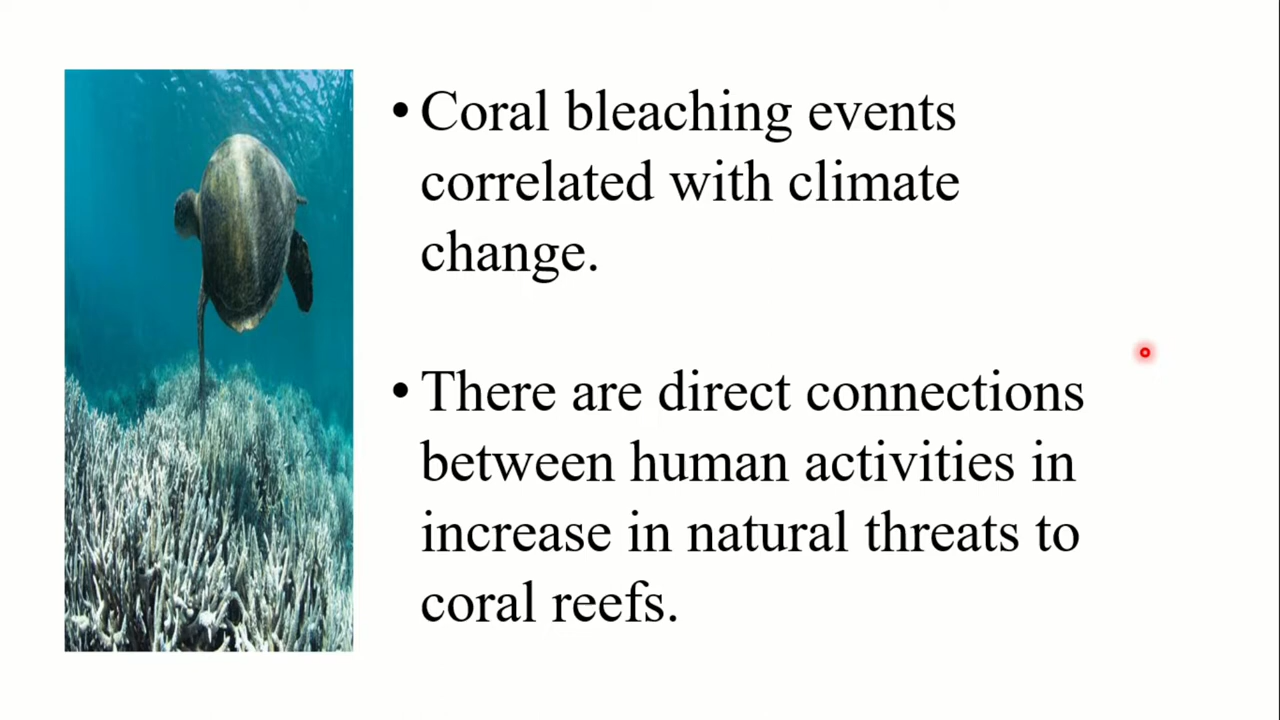 • Coral bleaching events
correlated with climate
change.
• There are direct connections
between human activities in
increase in natural threats to
coral reefs.